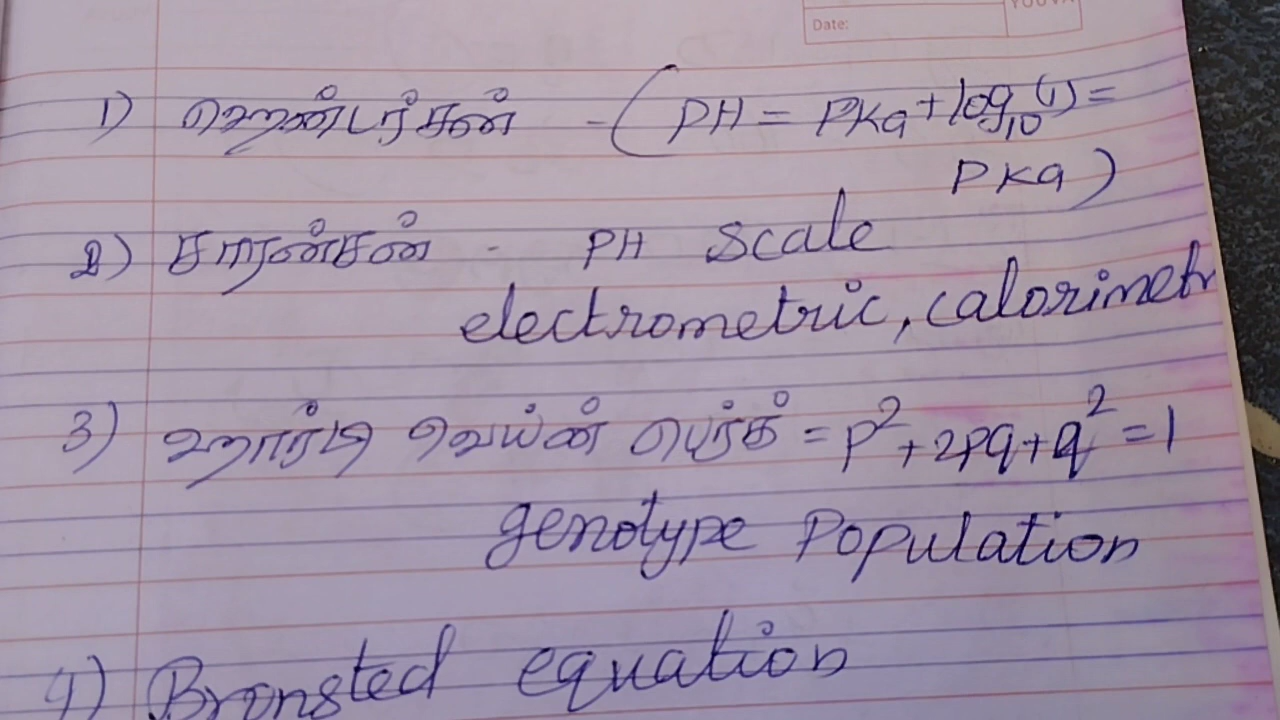 Date:
1) ஹெண்டர்சன் - (PH = PKa + log₁₀(1) =
PKa)
2) சாரன்சன் - PH scale
electrometric, calorimetr
3) ஹார்டி வெய்ன் பெர்க் = p² + 2pq + q² = 1
genotype Population
4) Bronsted equation